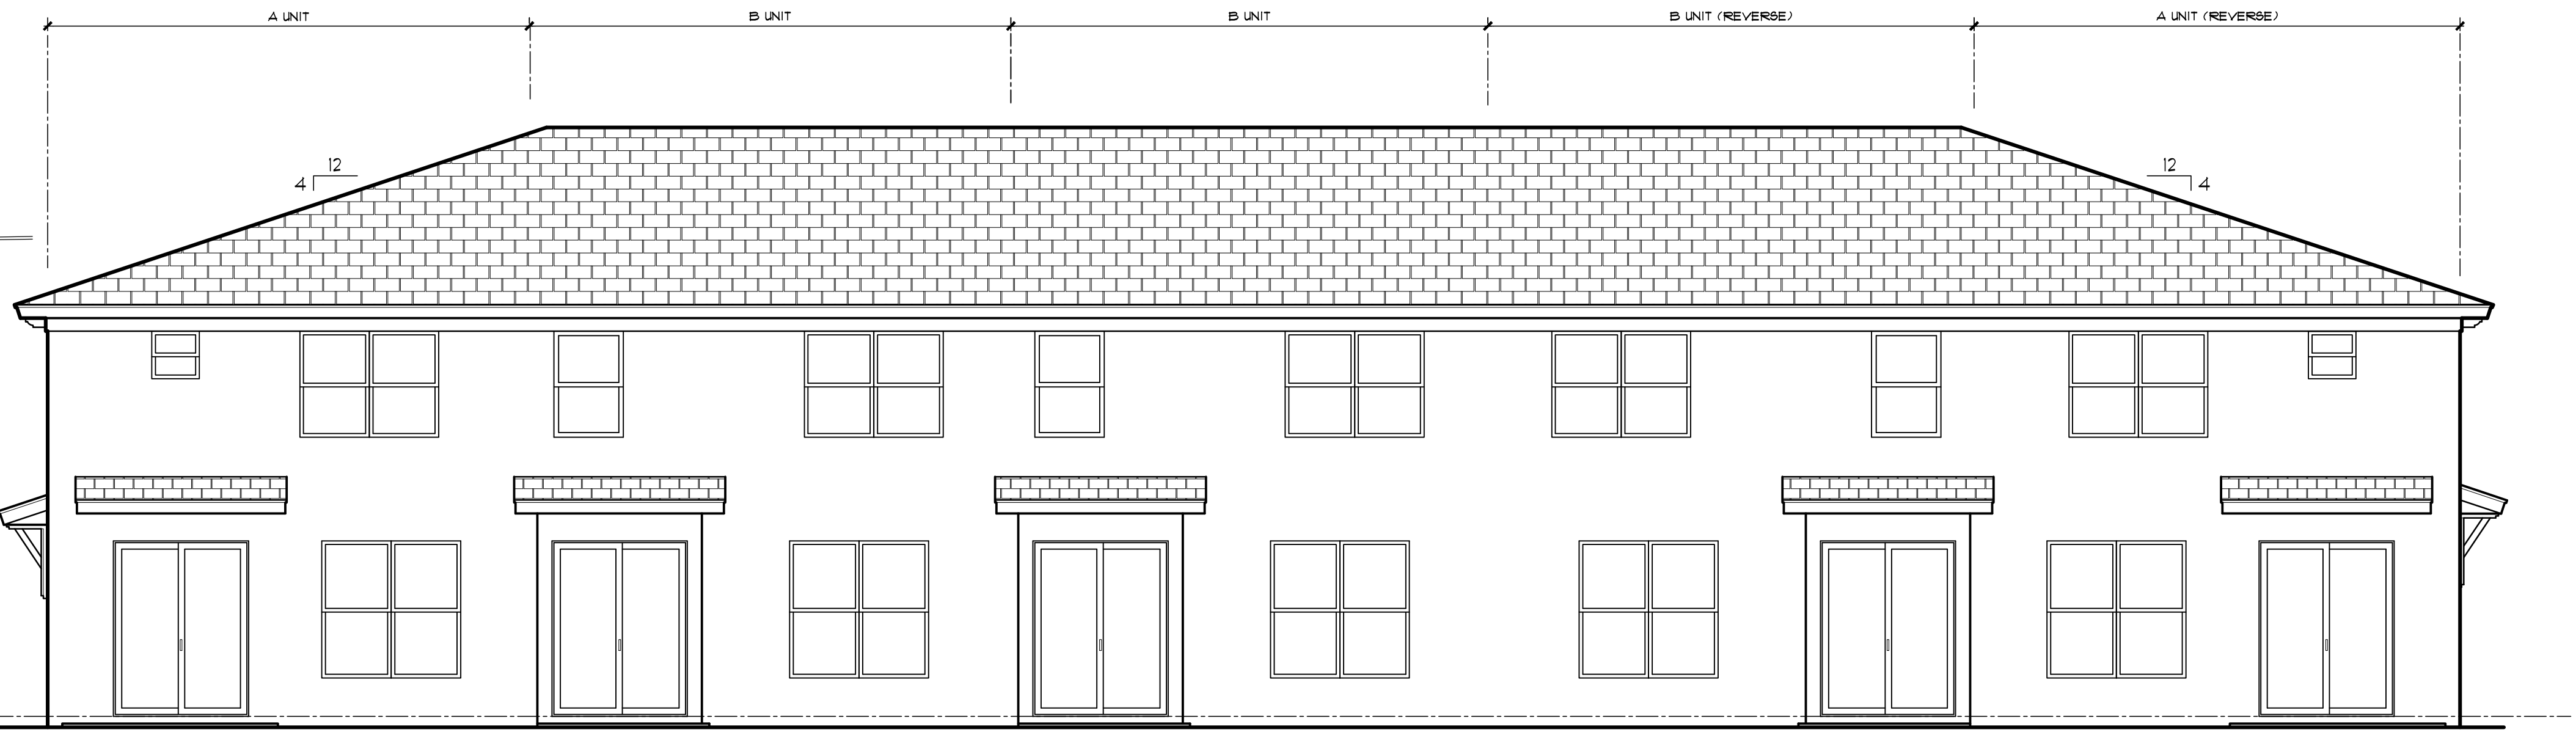 A UNIT
B UNIT
B UNIT
B UNIT (REVERSE)
A UNIT (REVERSE)
12
4
12
4